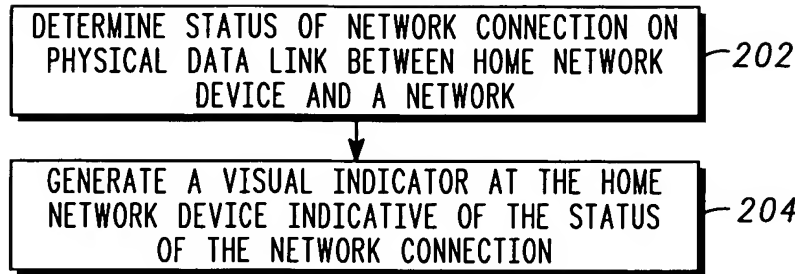 DETERMINE STATUS OF NETWORK CONNECTION ON
PHYSICAL DATA LINK BETWEEN HOME NETWORK
DEVICE AND A NETWORK
202
GENERATE A VISUAL INDICATOR AT THE HOME
NETWORK DEVICE INDICATIVE OF THE STATUS
OF THE NETWORK CONNECTION
204